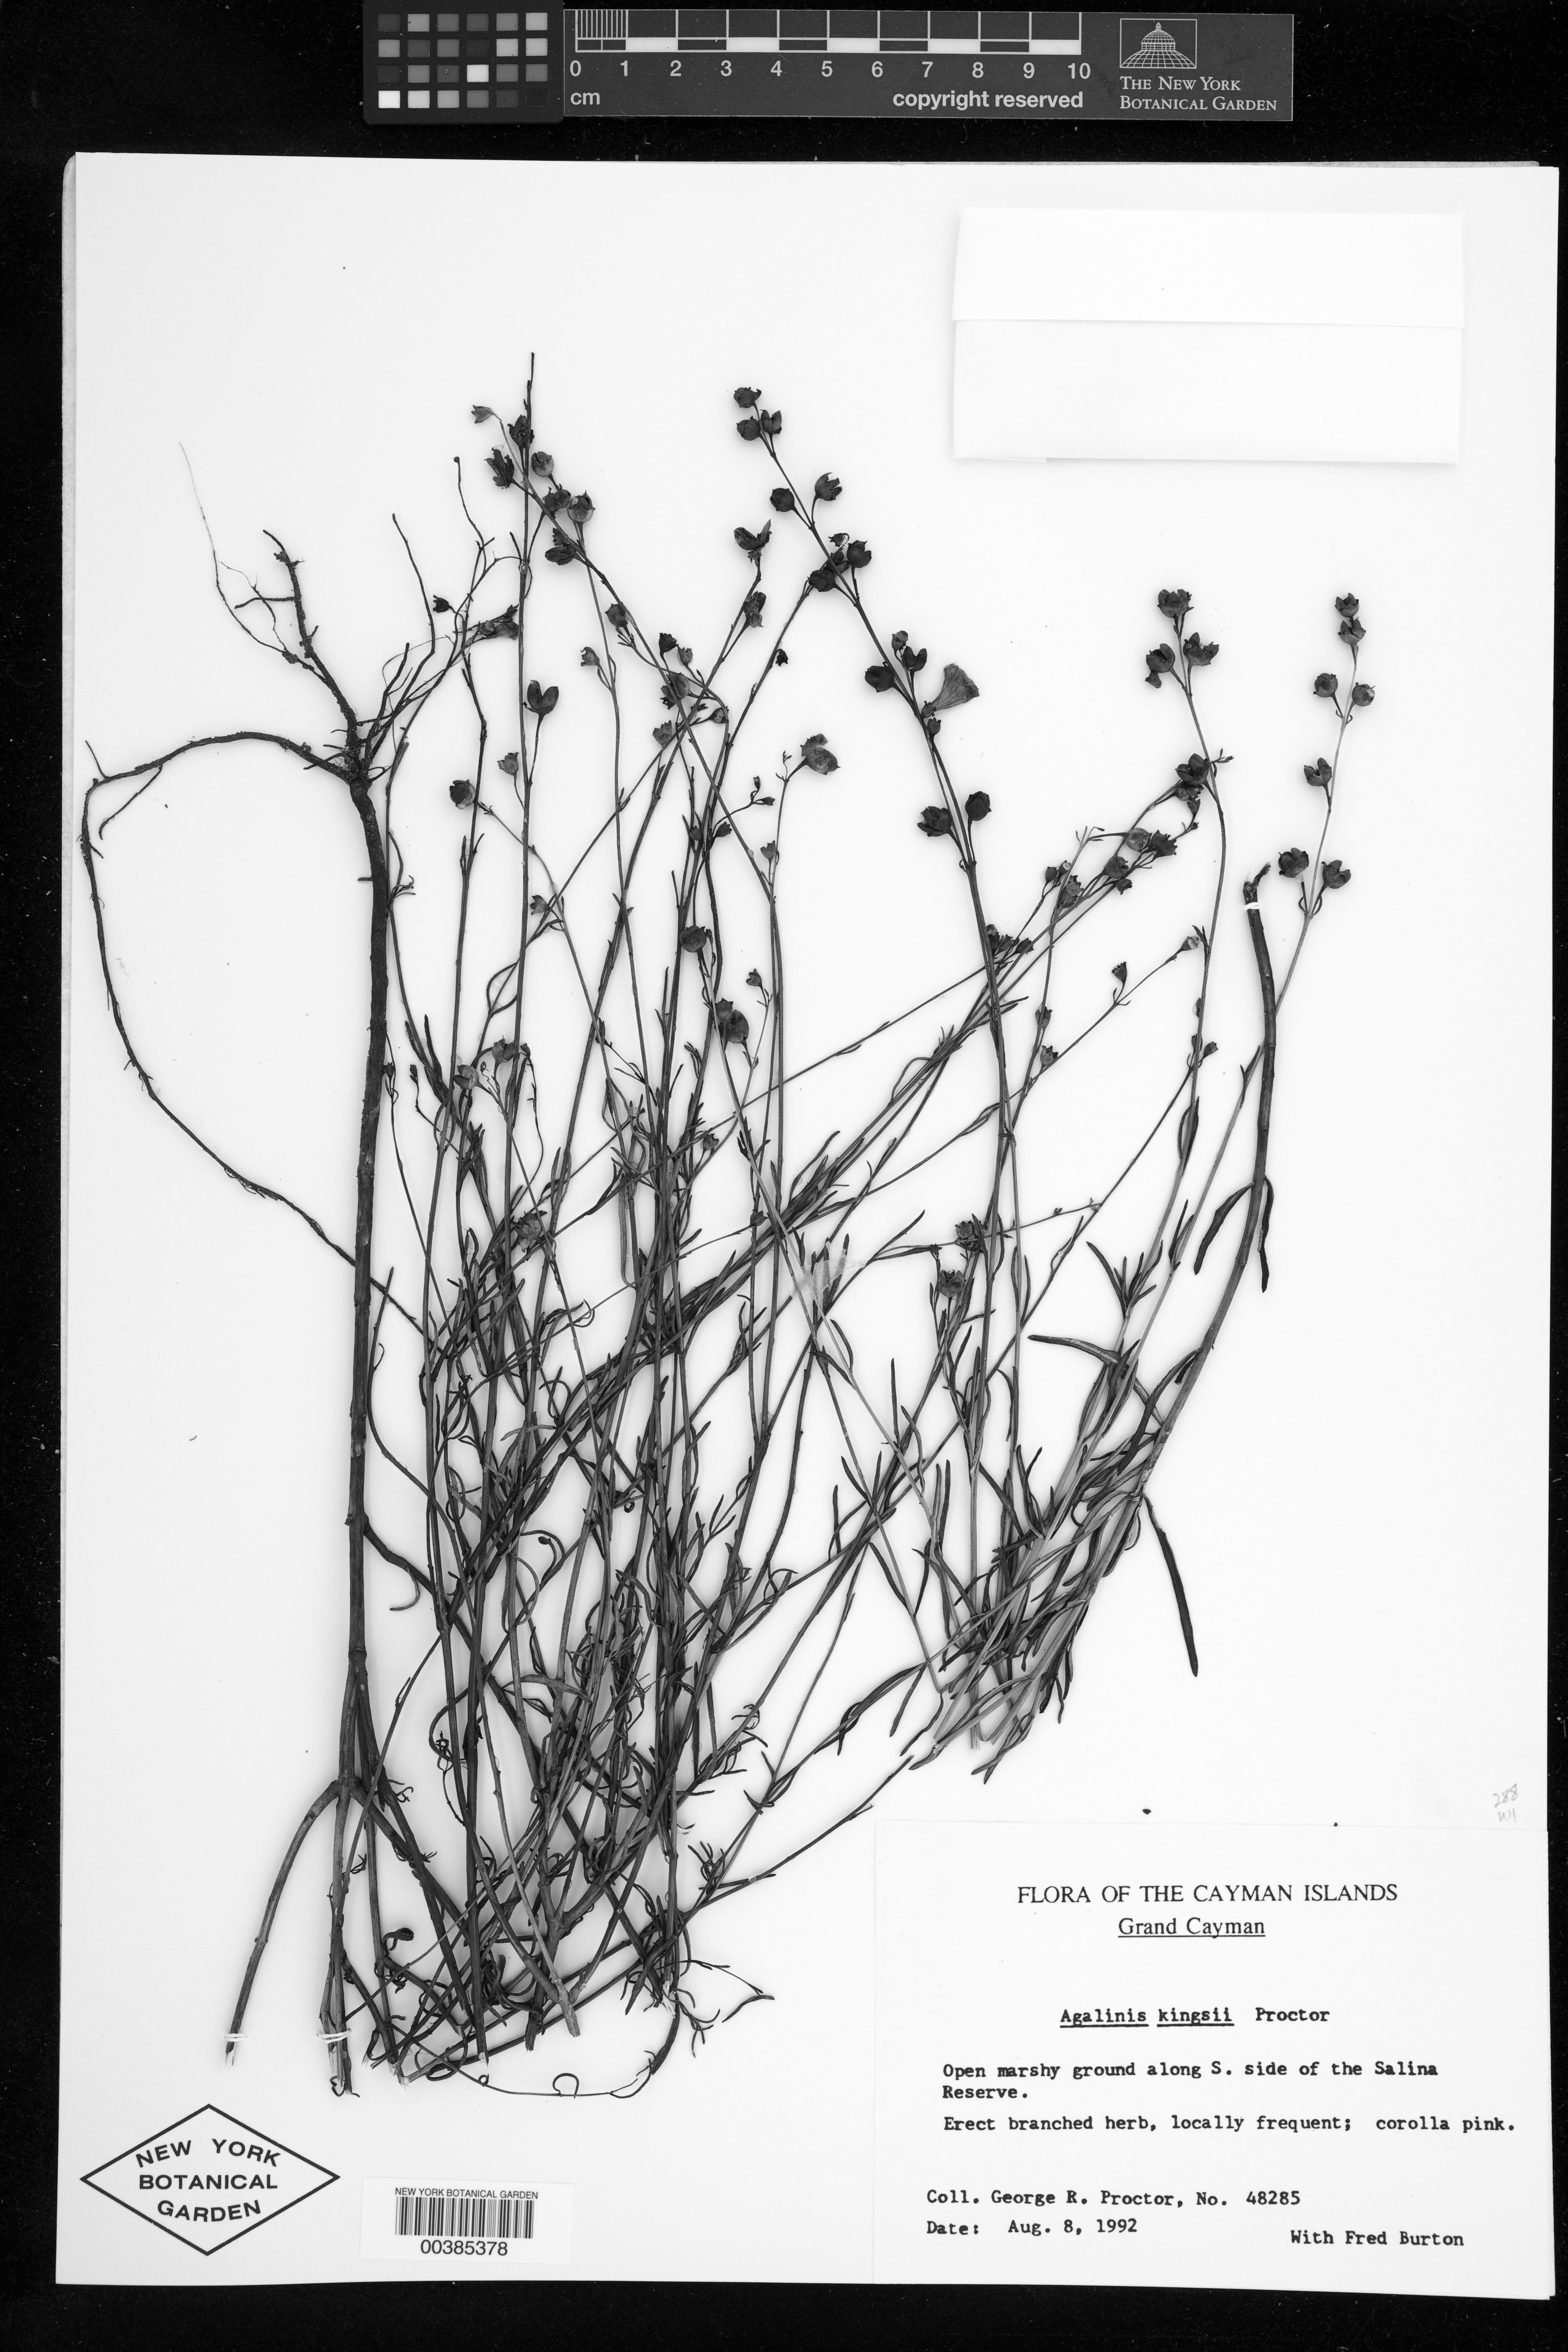 0 1 2 3 4 5 6 7 8 9 10
cm
copyright reserved
THE NEW YORK
BOTANICAL GARDEN
288
WI
FLORA OF THE CAYMAN ISLANDS
Grand Cayman
Agalinis kingsii Proctor
Open marshy ground along S. side of the Salina
Reserve.
Erect branched herb, locally frequent; corolla pink.
Coll. George R. Proctor, No. 48285
Date: Aug. 8, 1992
With Fred Burton
NEW YORK
BOTANICAL
GARDEN
NEW YORK BOTANICAL GARDEN
00385378